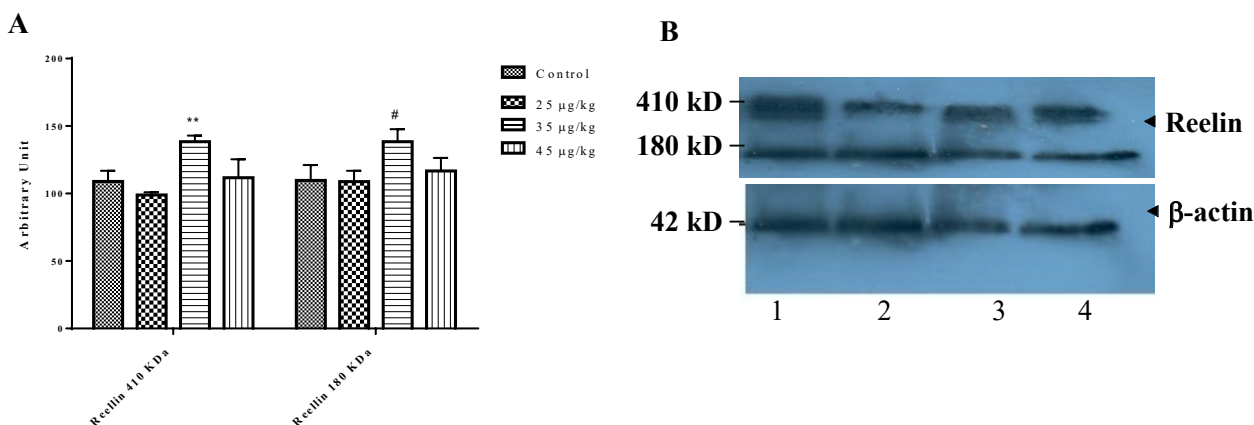 A
Arbitrary Unit
200
150
100
50
0
**
#
Reellin 410 KDa
Reellin 180 KDa
Control
25 µg/kg
35 µg/kg
45 µg/kg
B
410 kD
180 kD
Reelin
42 kD
β-actin
1 2 3 4